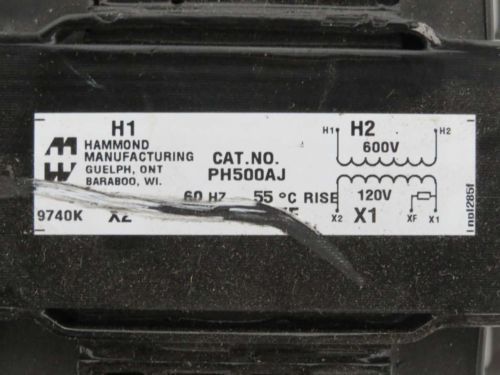 H1
H2
HAMMOND
MANUFACTURING
GUELPH, ONT
BARABOO, WI.
CAT.NO.
PH500AJ
H1 H2
600V
60 HZ 55 °C RISE
120V
9740K
X2
X1
X2 XF X1
npl285f